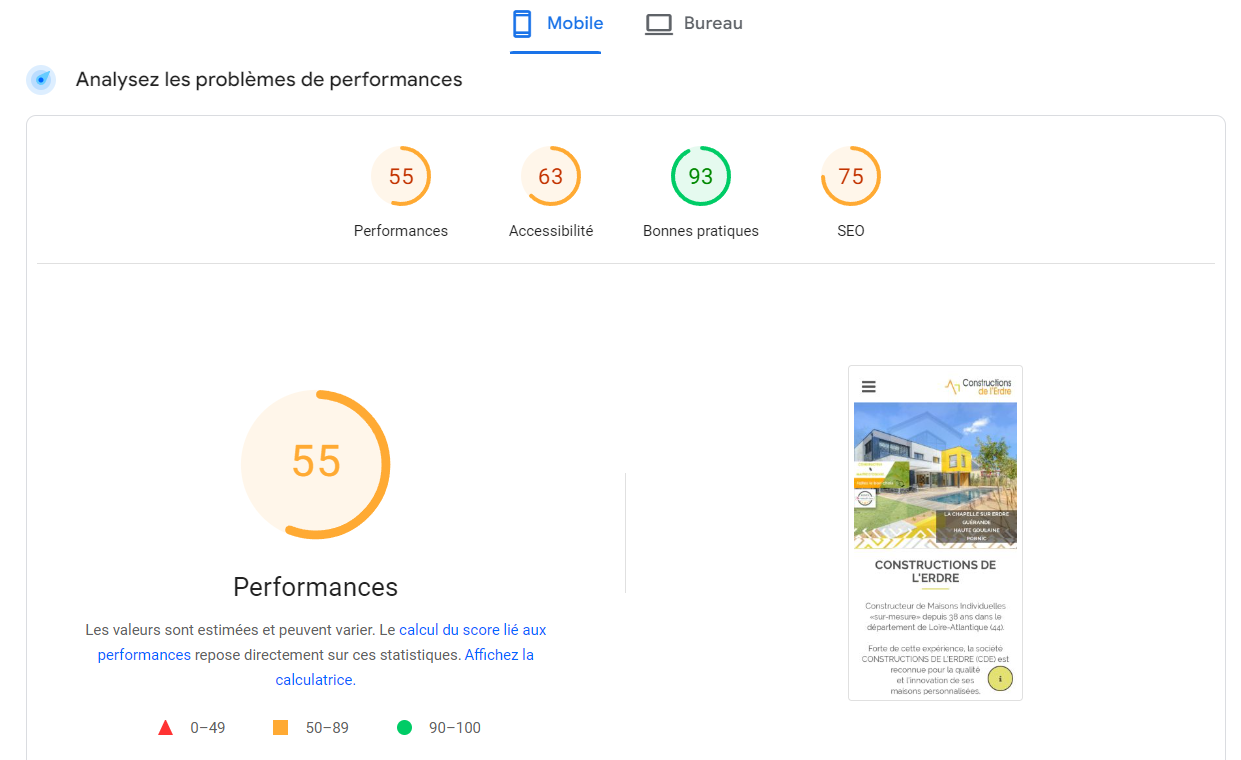 Mobile
Bureau
Analysez les problèmes de performances
55
63
93
75
Performances
Accessibilité
Bonnes pratiques
SEO
55
Performances
Les valeurs sont estimées et peuvent varier. Le calcul du score lié aux
performances repose directement sur ces statistiques. Affichez la
calculatrice.
0–49
50–89
90–100
Constructions
de l'Erdre
LA CHAPELLE SUR ERDRE
GUÉRANDE
HAUTE GOULAINE
PORNIC
CONSTRUCTIONS DE
L'ERDRE
Constructeur de Maisons Individuelles
«sur-mesure» depuis 38 ans dans le
département de Loire-Atlantique (44).
Forte de cette expérience, la société
CONSTRUCTIONS DE L'ERDRE (CDE) est
reconnue pour la qualité
et l'innovation de ses
maisons personnalisées.
i